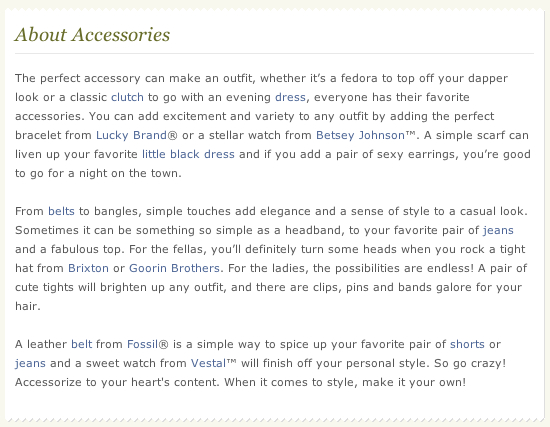 About Accessories
The perfect accessory can make an outfit, whether it’s a fedora to top off your dapper
look or a classic clutch to go with an evening dress, everyone has their favorite
accessories. You can add excitement and variety to any outfit by adding the perfect
bracelet from Lucky Brand® or a stellar watch from Betsey Johnson™. A simple scarf can
liven up your favorite little black dress and if you add a pair of sexy earrings, you’re good
to go for a night on the town.
From belts to bangles, simple touches add elegance and a sense of style to a casual look.
Sometimes it can be something so simple as a headband, to your favorite pair of jeans
and a fabulous top. For the fellas, you’ll definitely turn some heads when you rock a tight
hat from Brixton or Goorin Brothers. For the ladies, the possibilities are endless! A pair of
cute tights will brighten up any outfit, and there are clips, pins and bands galore for your
hair.
A leather belt from Fossil® is a simple way to spice up your favorite pair of shorts or
jeans and a sweet watch from Vestal™ will finish off your personal style. So go crazy!
Accessorize to your heart's content. When it comes to style, make it your own!